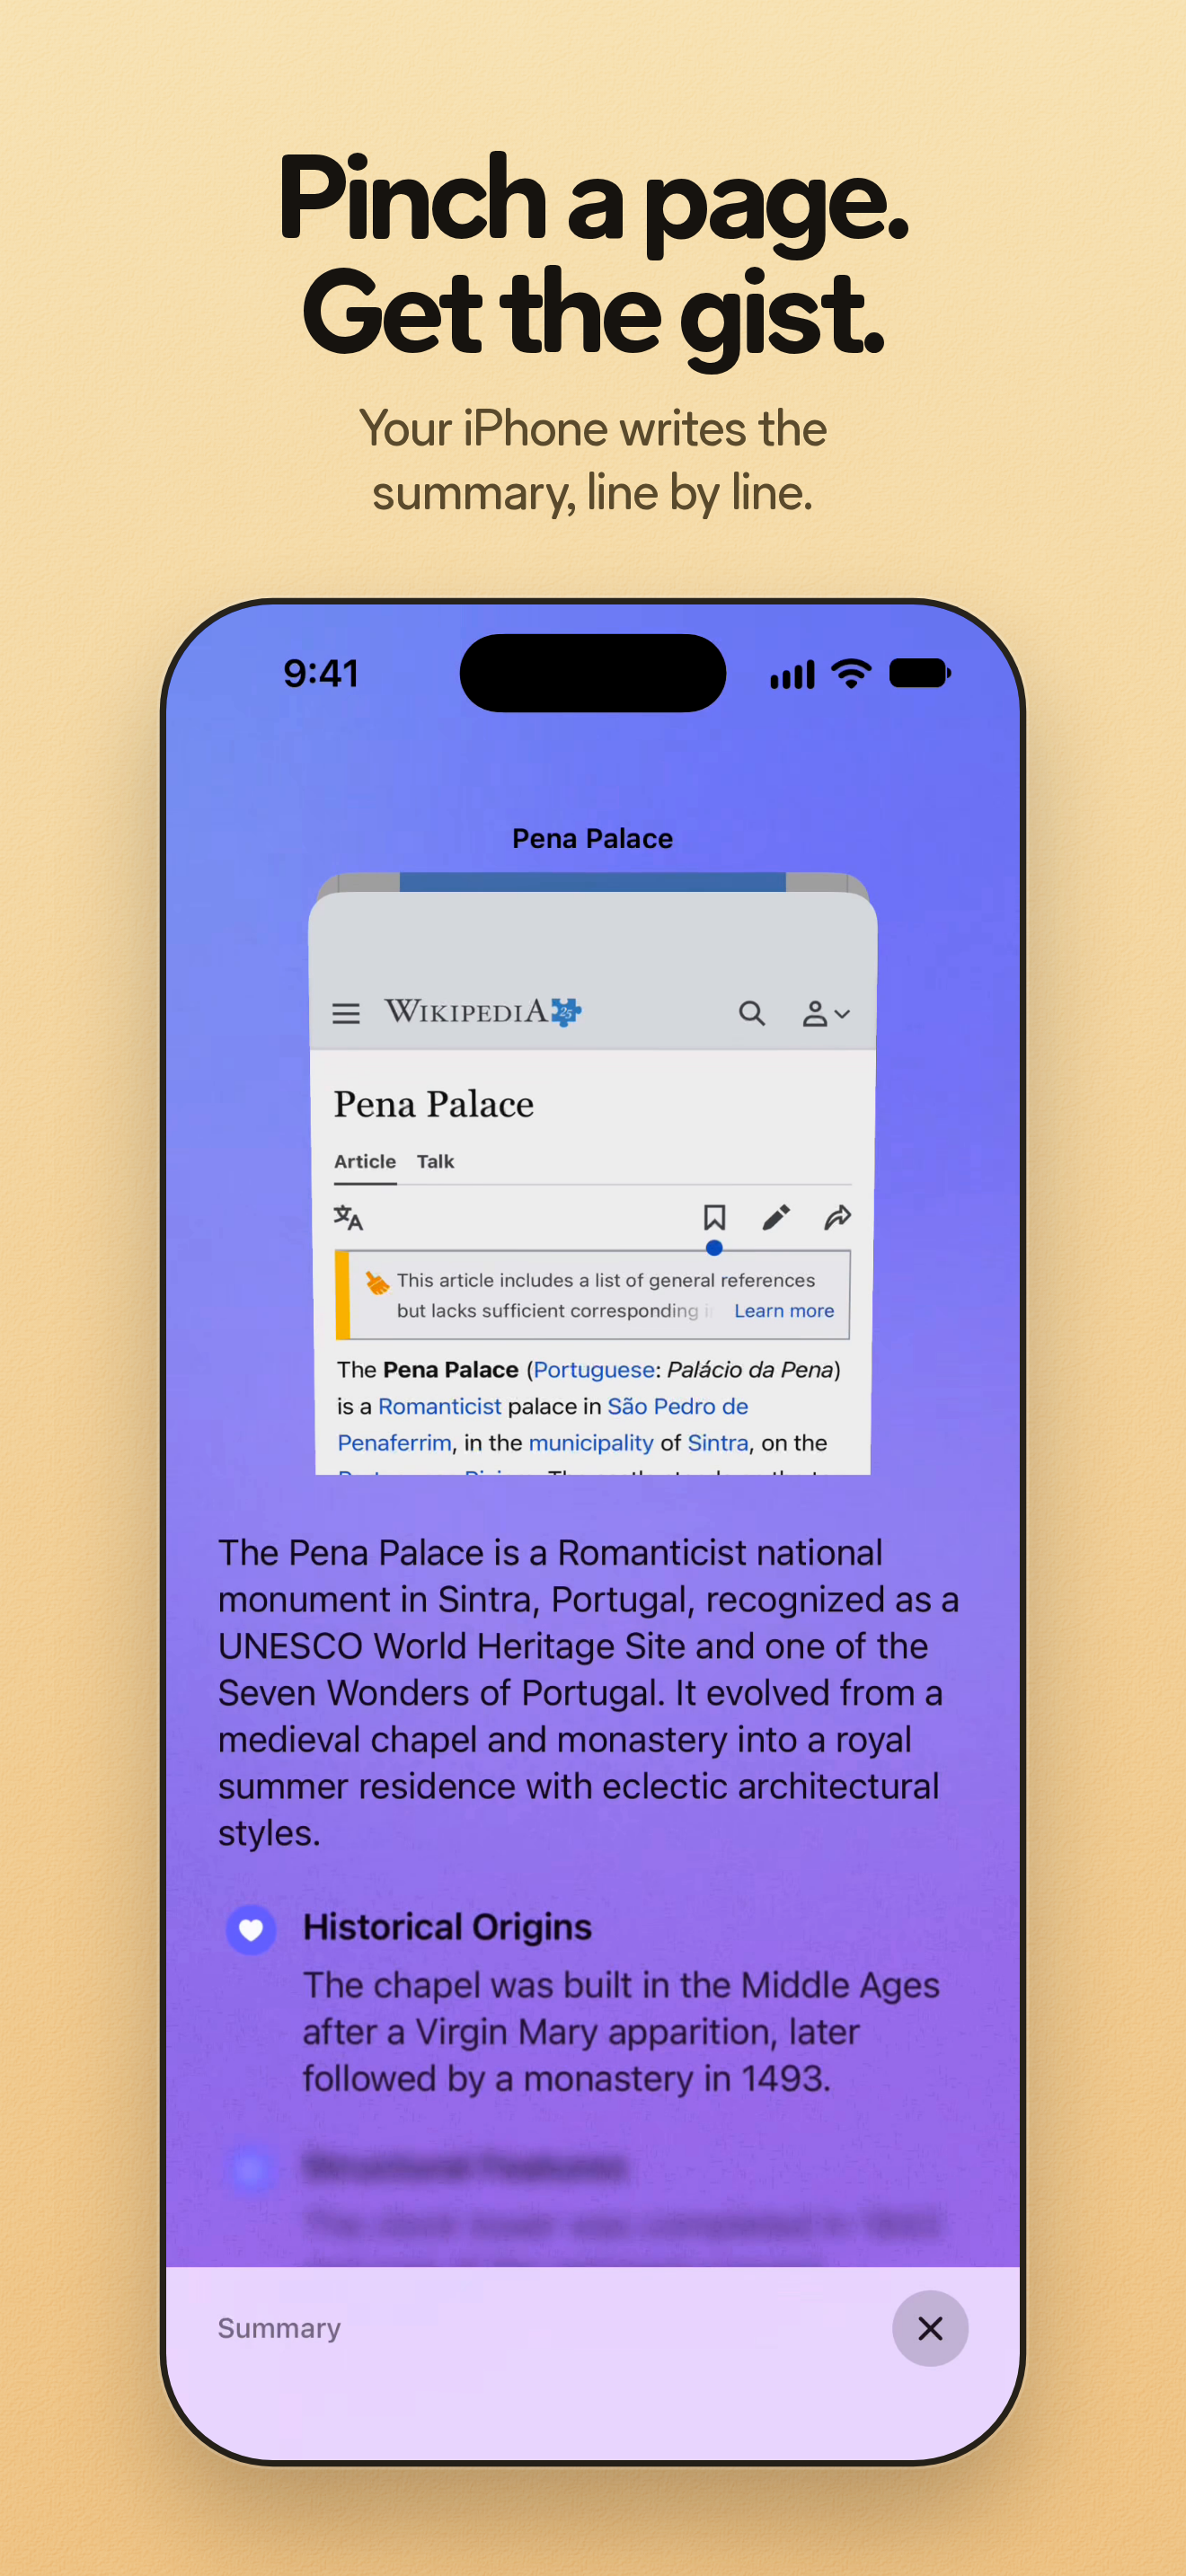 Pinch a page.
Get the gist.
Your iPhone writes the
summary, line by line.
9:41
Pena Palace
WIKIPEDIA 25
Pena Palace
Article Talk
This article includes a list of general references
but lacks sufficient corresponding Learn more
The Pena Palace (Portuguese: Palácio da Pena)
is a Romanticist palace in São Pedro de
Penaferrim, in the municipality of Sintra, on the
The Pena Palace is a Romanticist national
monument in Sintra, Portugal, recognized as a
UNESCO World Heritage Site and one of the
Seven Wonders of Portugal. It evolved from a
medieval chapel and monastery into a royal
summer residence with eclectic architectural
styles.
Historical Origins
The chapel was built in the Middle Ages
after a Virgin Mary apparition, later
followed by a monastery in 1493.
Summary